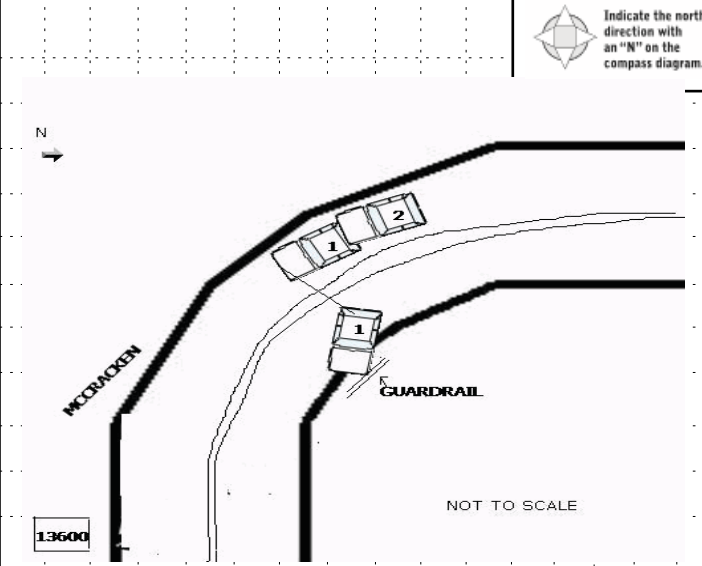 Indicate the north
direction with
an "N" on the
compass diagram.
N
2
1
1
MCCRACKEN
GUARDRAIL
NOT TO SCALE
13600